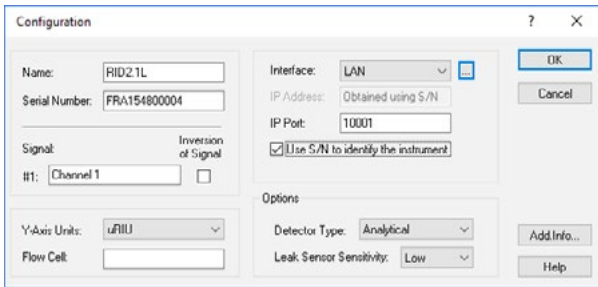 Configuration ? X
Name: RID2.1L
Serial Number: FRA154800004
Signal: Inversion of Signal
#1: Channel 1
Y-Axis Units: uRIU
Flow Cell:
Interface: LAN ...
IP Address: Obtained using S/N
IP Port: 10001
Use S/N to identify the instrument
Options
Detector Type: Analytical
Leak Sensor Sensitivity: Low
OK
Cancel
Add.Info...
Help